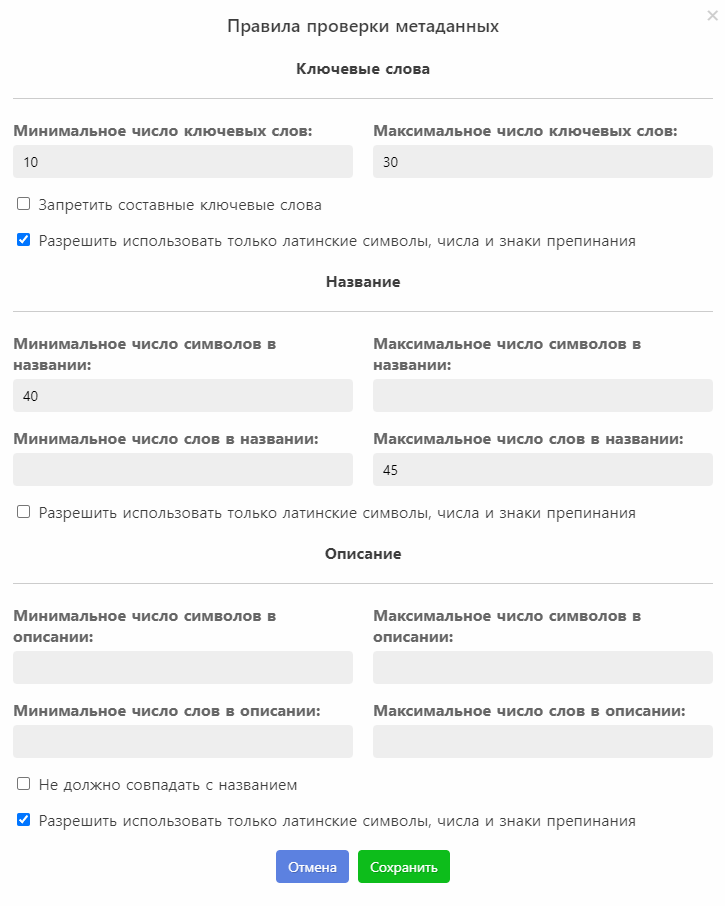 ×
Правила проверки метаданных
Ключевые слова
Минимальное число ключевых слов:
Максимальное число ключевых слов:
10
30
Запретить составные ключевые слова
Разрешить использовать только латинские символы, числа и знаки препинания
Название
Минимальное число символов в
названии:
Максимальное число символов в
названии:
40
Минимальное число слов в названии:
Максимальное число слов в названии:
45
Разрешить использовать только латинские символы, числа и знаки препинания
Описание
Минимальное число символов в
описании:
Максимальное число символов в
описании:
Минимальное число слов в описании:
Максимальное число слов в описании:
Не должно совпадать с названием
Разрешить использовать только латинские символы, числа и знаки препинания
Отмена
Сохранить